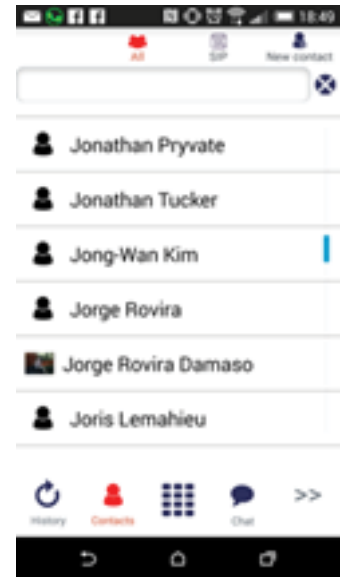 18:49
All SIP New contact
Jonathan Pryvate
Jonathan Tucker
Jong-Wan Kim
Jorge Rovira
Jorge Rovira Damaso
Joris Lemahieu
>>
History Contacts Chat